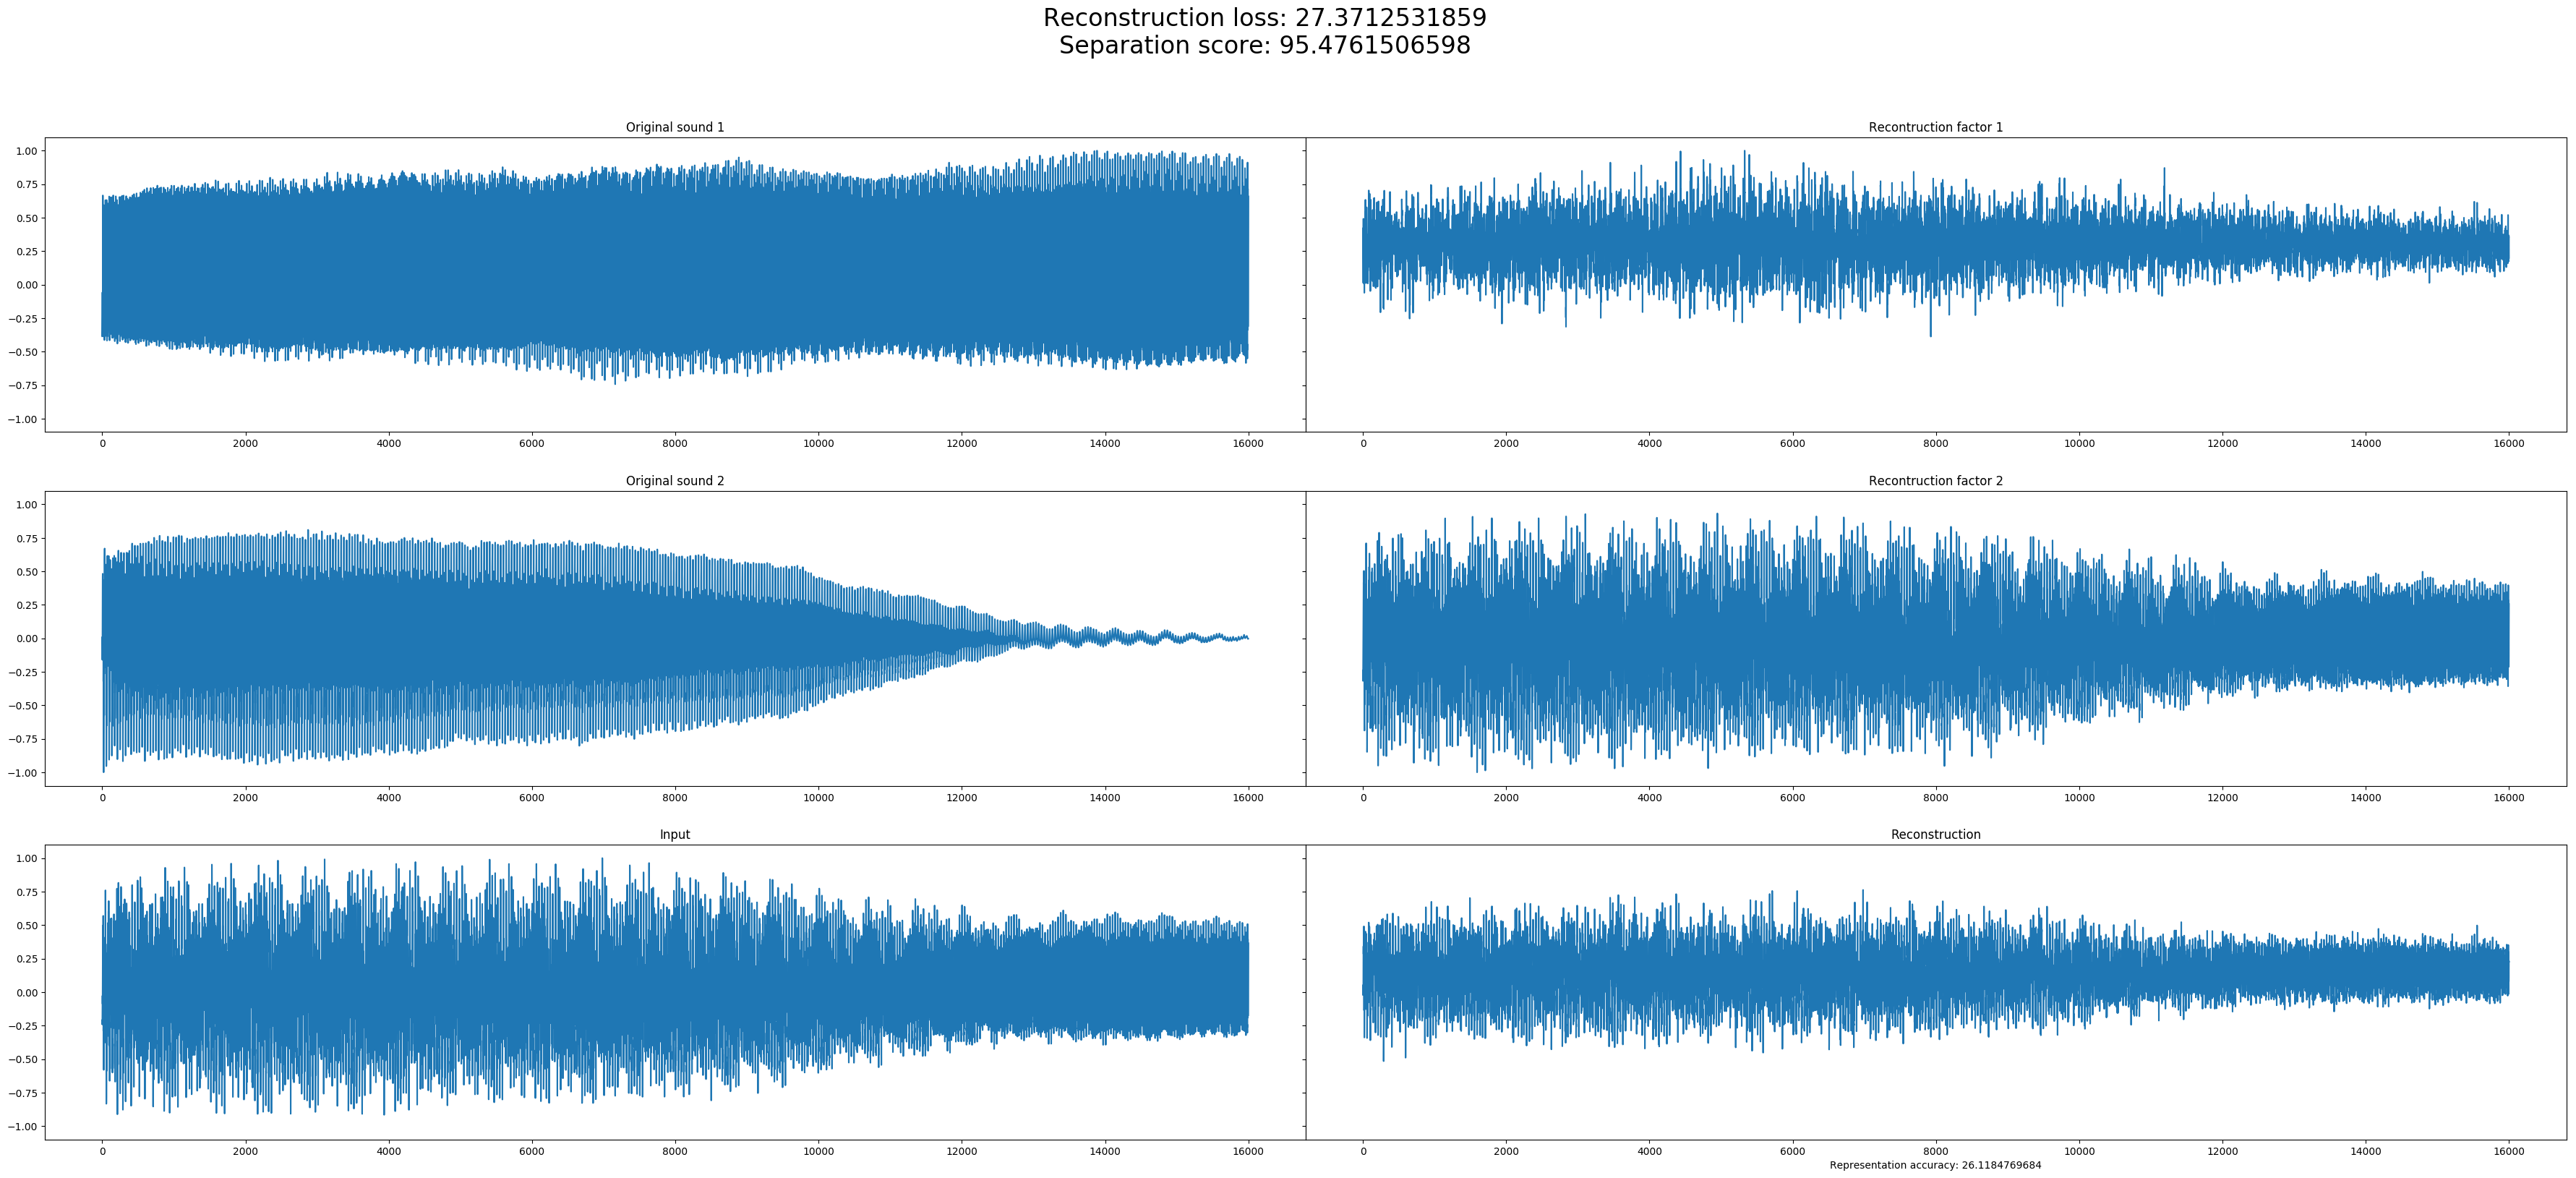 Reconstruction loss: 27.3712531859
Separation score: 95.4761506598
Original sound 1
Recontruction factor 1
1.00
0.75
0.50
0.25
0.00
−0.25
−0.50
−0.75
−1.00
0 2000 4000 6000 8000 10000 12000 14000 16000
0 2000 4000 6000 8000 10000 12000 14000 16000
Original sound 2
Recontruction factor 2
1.00
0.75
0.50
0.25
0.00
−0.25
−0.50
−0.75
−1.00
0 2000 4000 6000 8000 10000 12000 14000 16000
0 2000 4000 6000 8000 10000 12000 14000 16000
Input
Reconstruction
1.00
0.75
0.50
0.25
0.00
−0.25
−0.50
−0.75
−1.00
0 2000 4000 6000 8000 10000 12000 14000 16000
0 2000 4000 6000 8000 10000 12000 14000 16000
Representation accuracy: 26.1184769684